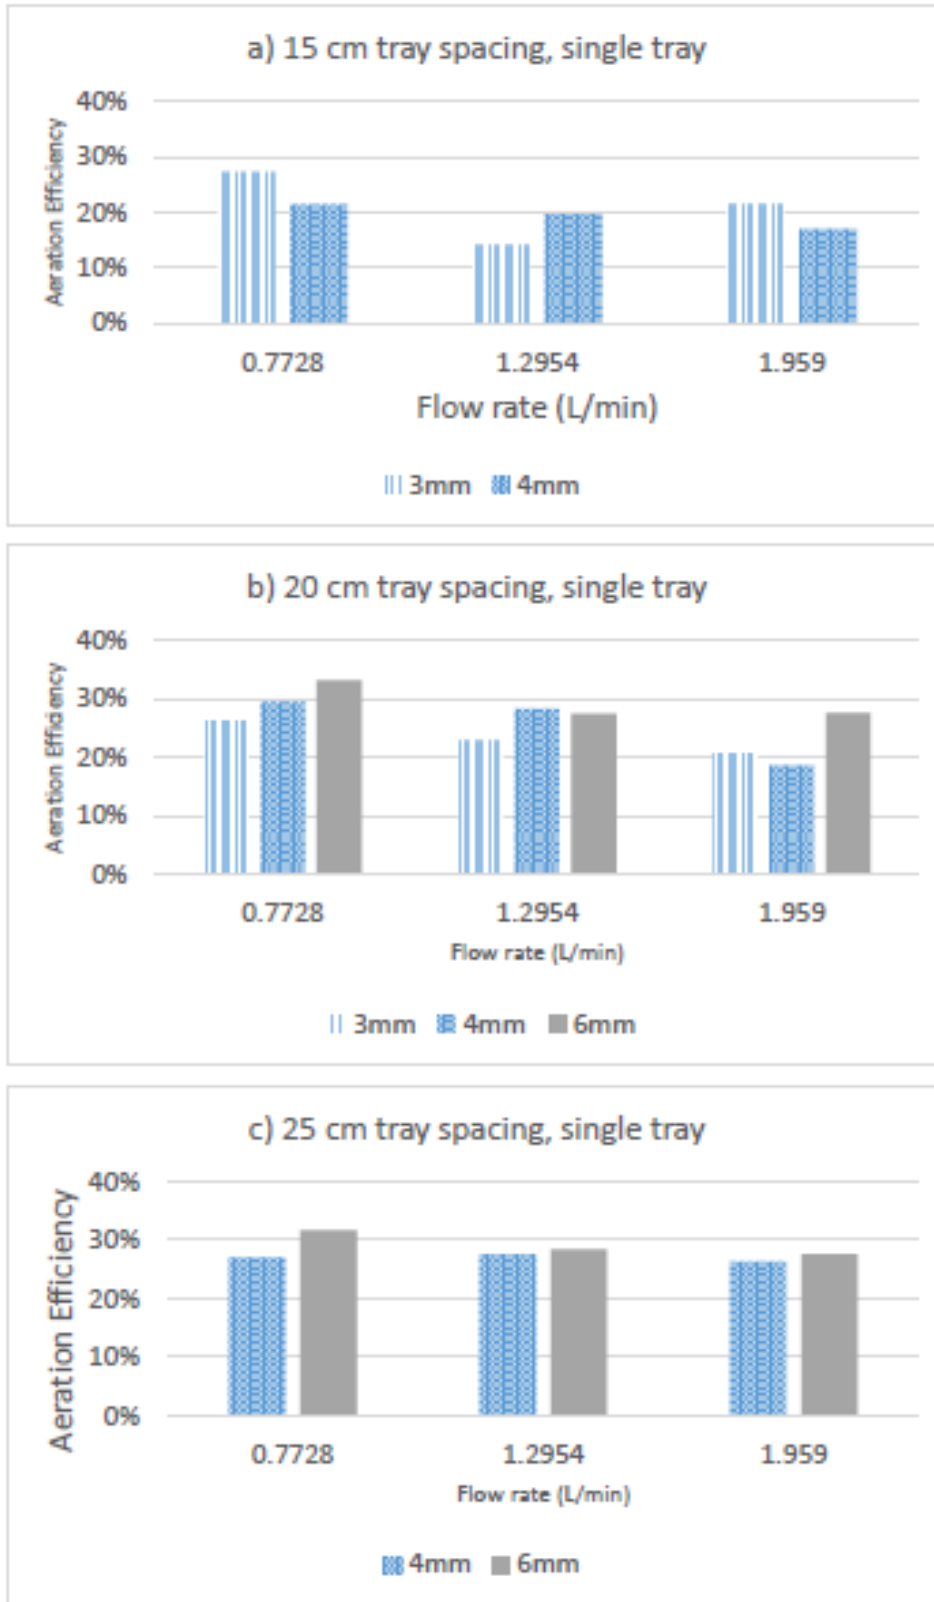 a) 15 cm tray spacing, single tray
Aeration Efficiency
40%
30%
20%
10%
0%
0.7728 1.2954 1.959
Flow rate (L/min)
3mm 4mm
b) 20 cm tray spacing, single tray
Aeration Efficiency
40%
30%
20%
10%
0%
0.7728 1.2954 1.959
Flow rate (L/min)
3mm 4mm 6mm
c) 25 cm tray spacing, single tray
Aeration Efficiency
40%
30%
20%
10%
0%
0.7728 1.2954 1.959
Flow rate (L/min)
4mm 6mm